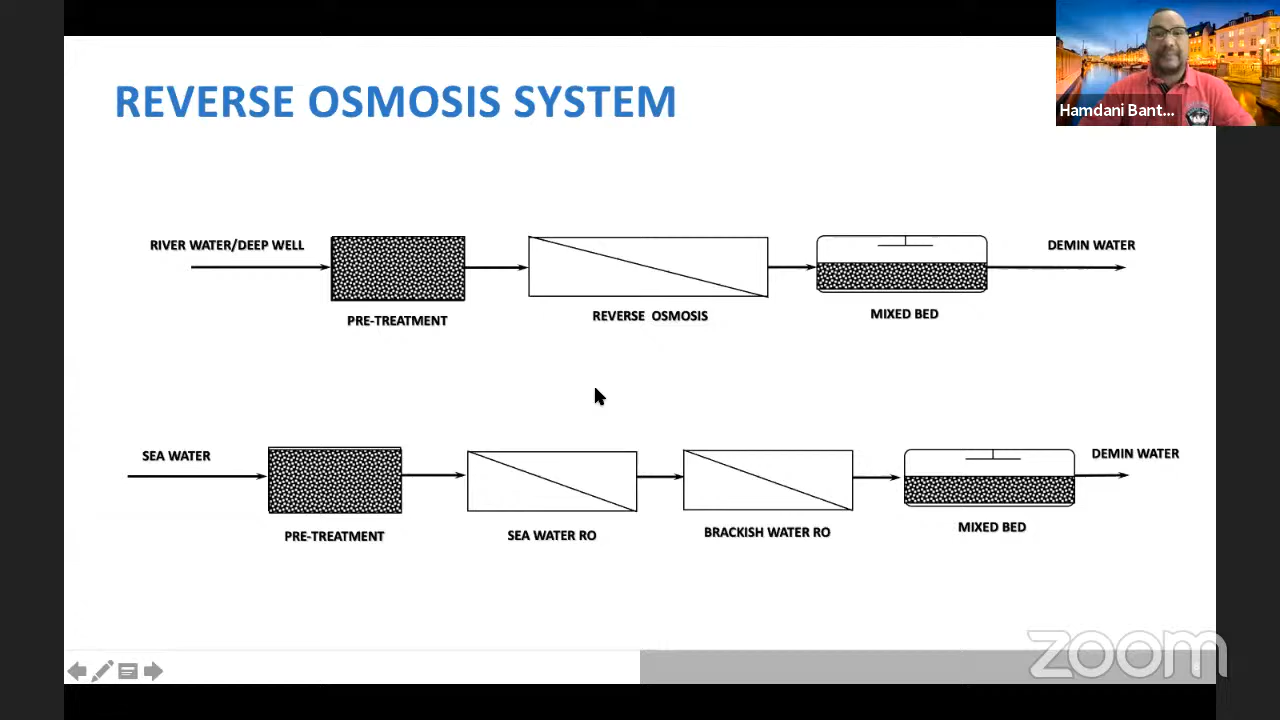 REVERSE OSMOSIS SYSTEM
Hamdani Bant...
RIVER WATER/DEEP WELL
DEMIN WATER
PRE-TREATMENT
REVERSE OSMOSIS
MIXED BED
SEA WATER
DEMIN WATER
PRE-TREATMENT
SEA WATER RO
BRACKISH WATER RO
MIXED BED
zoom